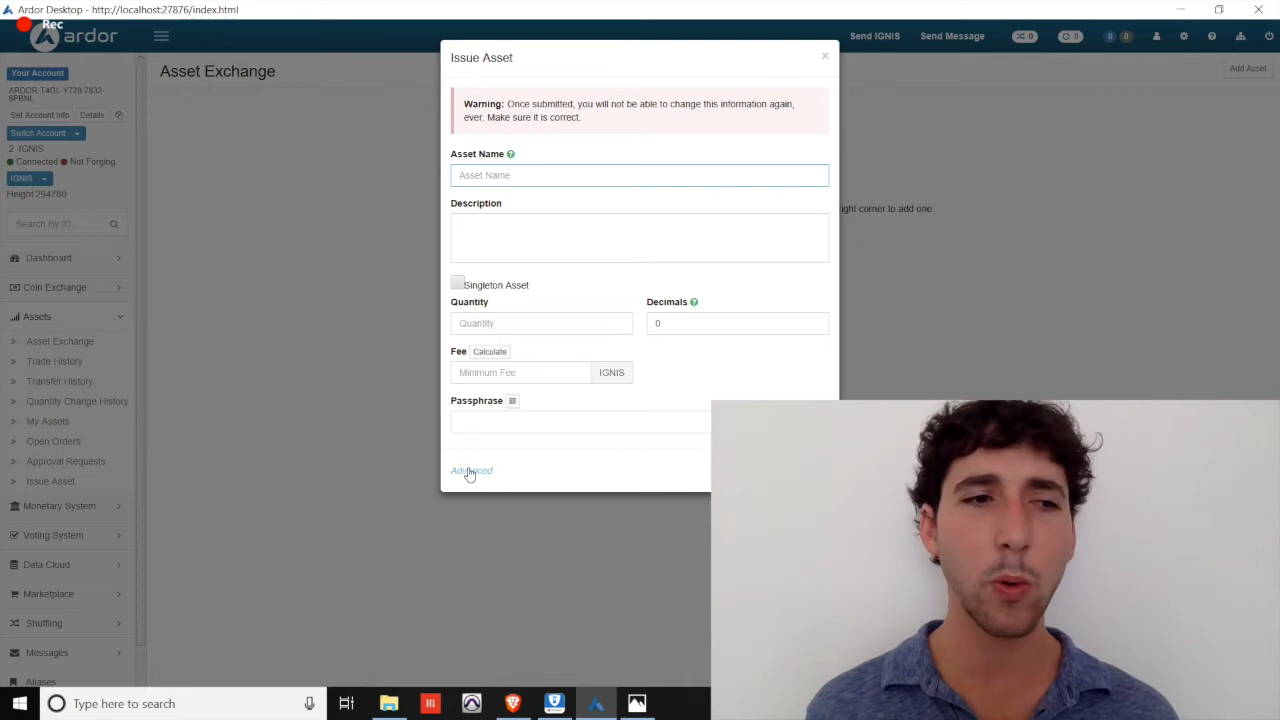 Ardor Desktop - http://localhost:27876/index.html
Rec
ardor
Send IGNIS
Send Message
0
0
0
0
Your Account
ARDOR-T4GL-Y729-7832-
Set Account Info
Details
Switch Account
2 IGNIS
Connected
Not Forging
IGNIS
Height 294780
Search By ID...
Dashboard
Coin Exchange
Assets
Asset Exchange
Trade History
Transfer History
Quantity Change History
My Assets
Open Orders
Approval Requests
Issue Asset
Monetary System
Voting System
Data Cloud
Marketplace
Shuffling
Messages
Aliases
Asset Exchange
Add Asset
right corner to add one.
Issue Asset
×
Warning: Once submitted, you will not be able to change this information again,
ever. Make sure it is correct.
Asset Name
Asset Name
Description
Singleton Asset
Quantity
Decimals
Quantity
0
Fee
Calculate
Minimum Fee
IGNIS
Passphrase
Advanced
Type here to search